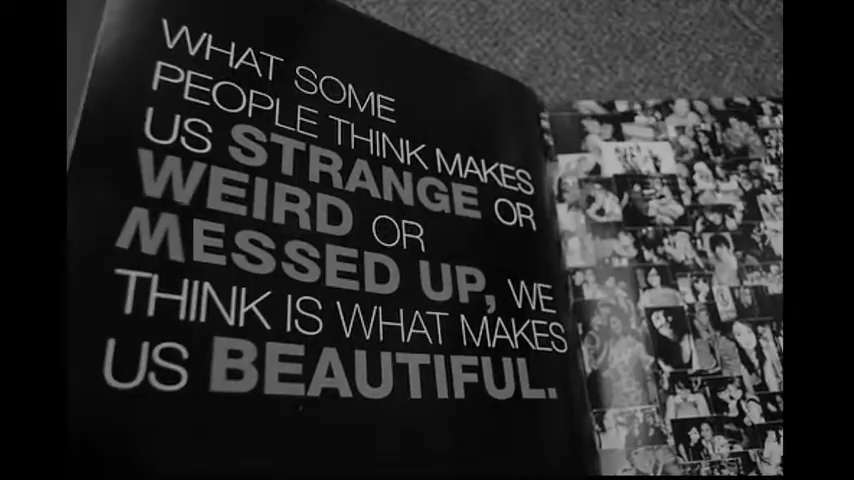 WHAT SOME
PEOPLE THINK MAKES
US STRANGE OR
WEIRD OR
MESSED UP, WE
THINK IS WHAT MAKES
US BEAUTIFUL.